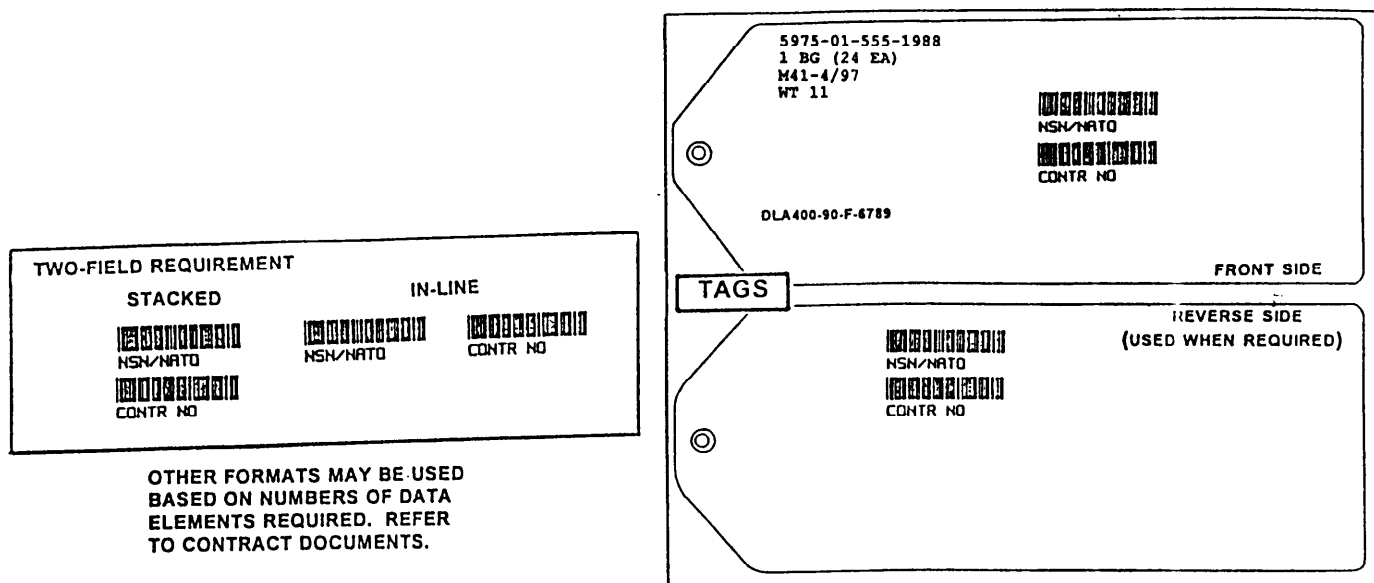 TWO-FIELD REQUIREMENT
STACKED
IN-LINE
NSN/NATO
CONTR NO
NSN/NATO
CONTR NO
OTHER FORMATS MAY BE USED
BASED ON NUMBERS OF DATA
ELEMENTS REQUIRED. REFER
TO CONTRACT DOCUMENTS.
5975-01-555-1988
1 BG (24 EA)
M41-4/97
WT 11
NSN/NATO
CONTR NO
DLA400-90-F-6789
FRONT SIDE
TAGS
REVERSE SIDE
(USED WHEN REQUIRED)
NSN/NATO
CONTR NO